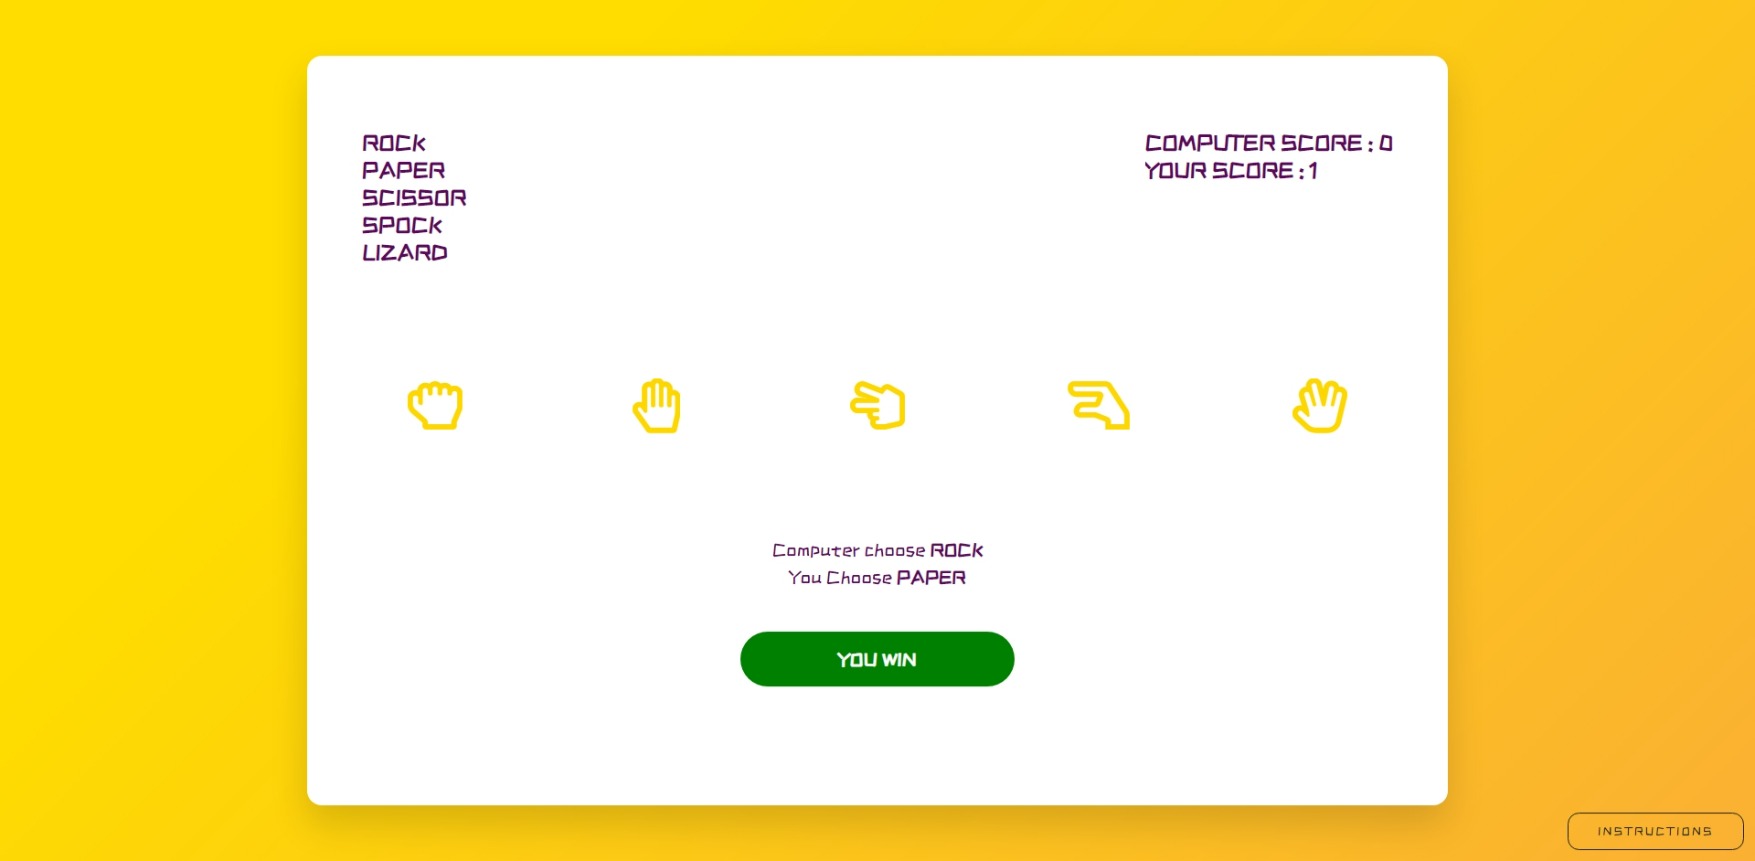 ROCK
PAPER
SCISSOR
SPOCK
LIZARD
COMPUTER SCORE : 0
YOUR SCORE : 1
Computer choose ROCK
You Choose PAPER
YOU WIN
INSTRUCTIONS